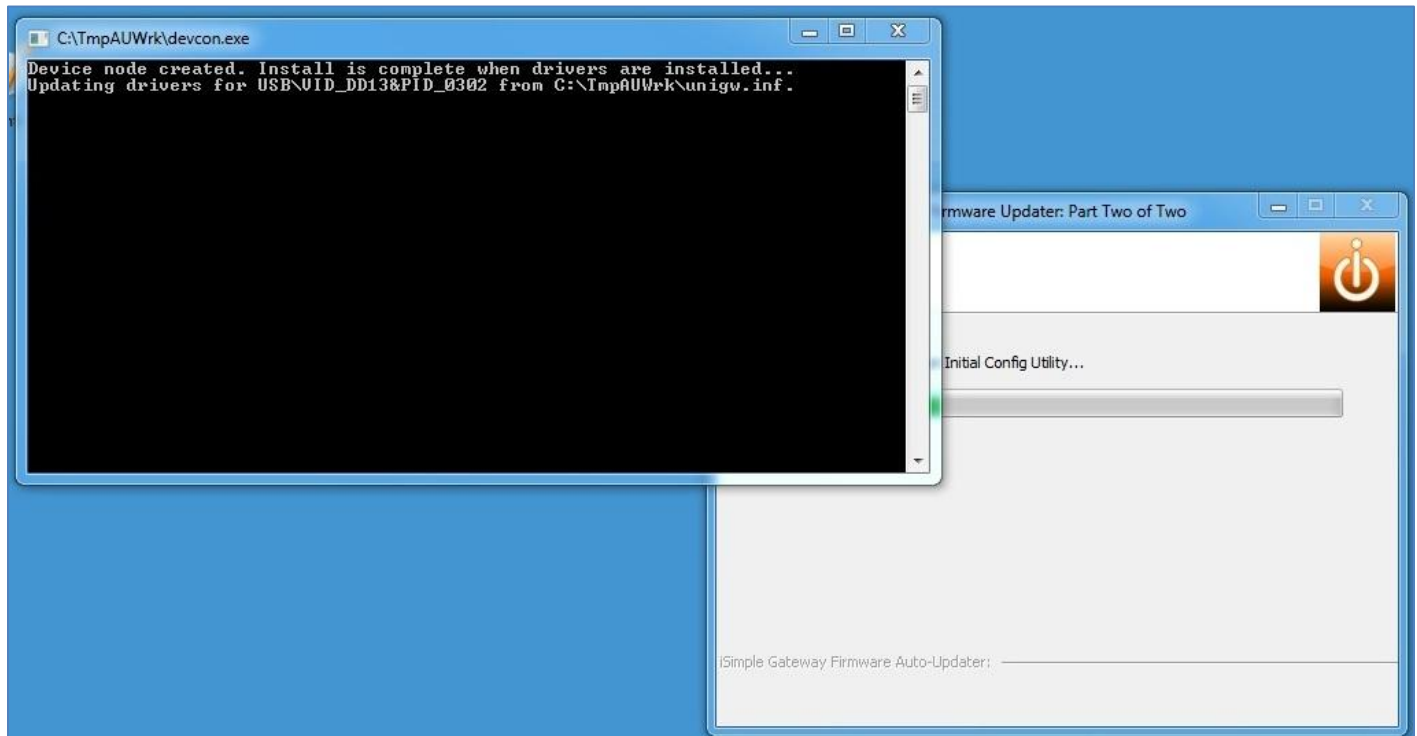 C:\TmpAUWrk\devcon.exe
Device node created. Install is complete when drivers are installed...
Updating drivers for USB\VID_DD13&PID_0302 from C:\TmpAUWrk\unigw.inf.
Updater: Part Two of Two
Initial Config Utility...
iSimple Gateway Firmware Auto-Updater: